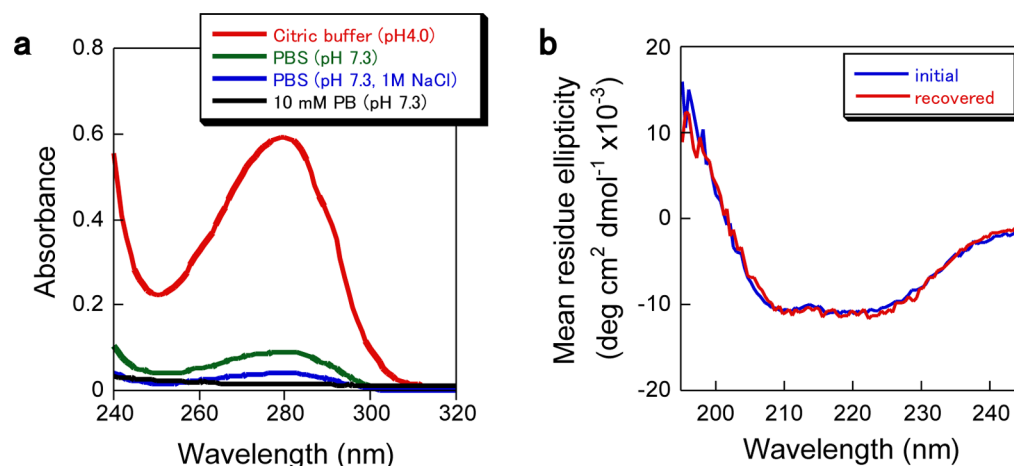 a
Citric buffer (pH4.0)
PBS (pH 7.3)
PBS (pH 7.3, 1M NaCl)
10 mM PB (pH 7.3)
0.8
0.6
0.4
0.2
0
Absorbance
240 260 280 300 320
Wavelength (nm)
b
initial
recovered
20
10
0
-10
-20
Mean residue ellipticity
(deg cm² dmol⁻¹ x10⁻³)
200 210 220 230 240
Wavelength (nm)